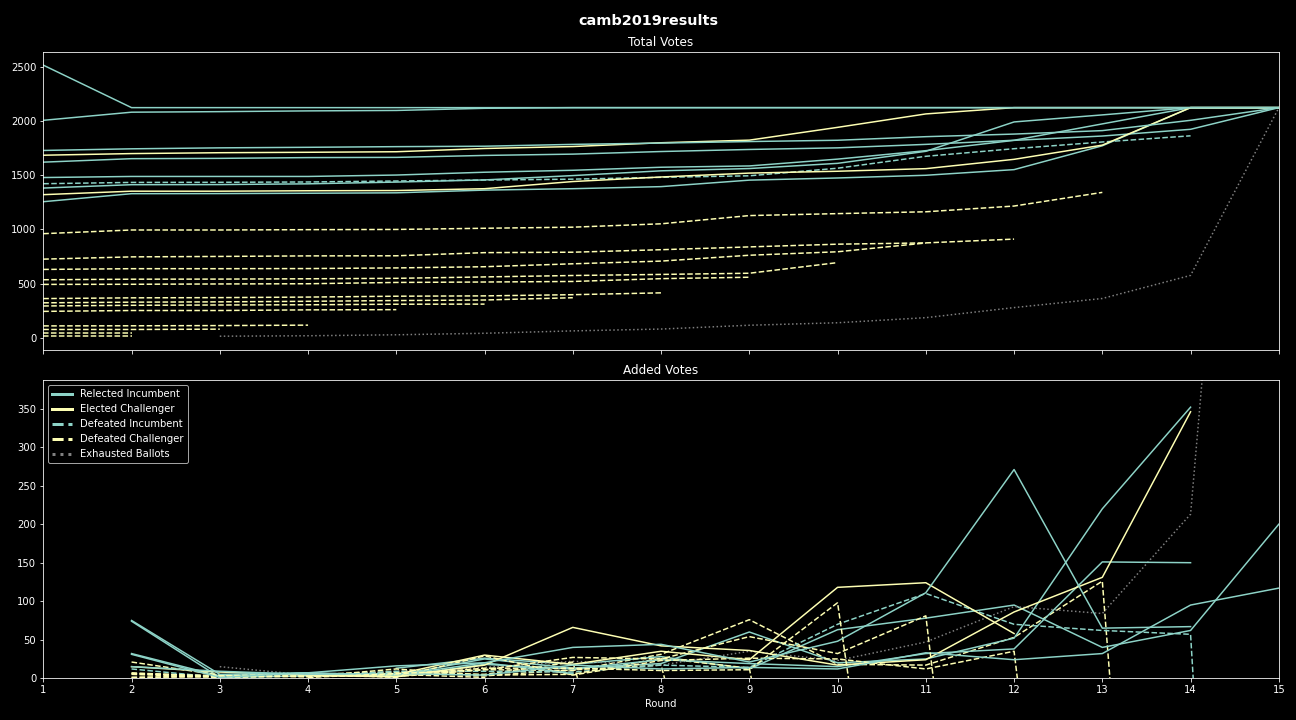 camb2019results
Total Votes
2500
2000
1500
1000
500
0
Added Votes
350
300
250
200
150
100
50
0
Relected Incumbent
Elected Challenger
Defeated Incumbent
Defeated Challenger
Exhausted Ballots
1 2 3 4 5 6 7 8 9 10 11 12 13 14 15
Round